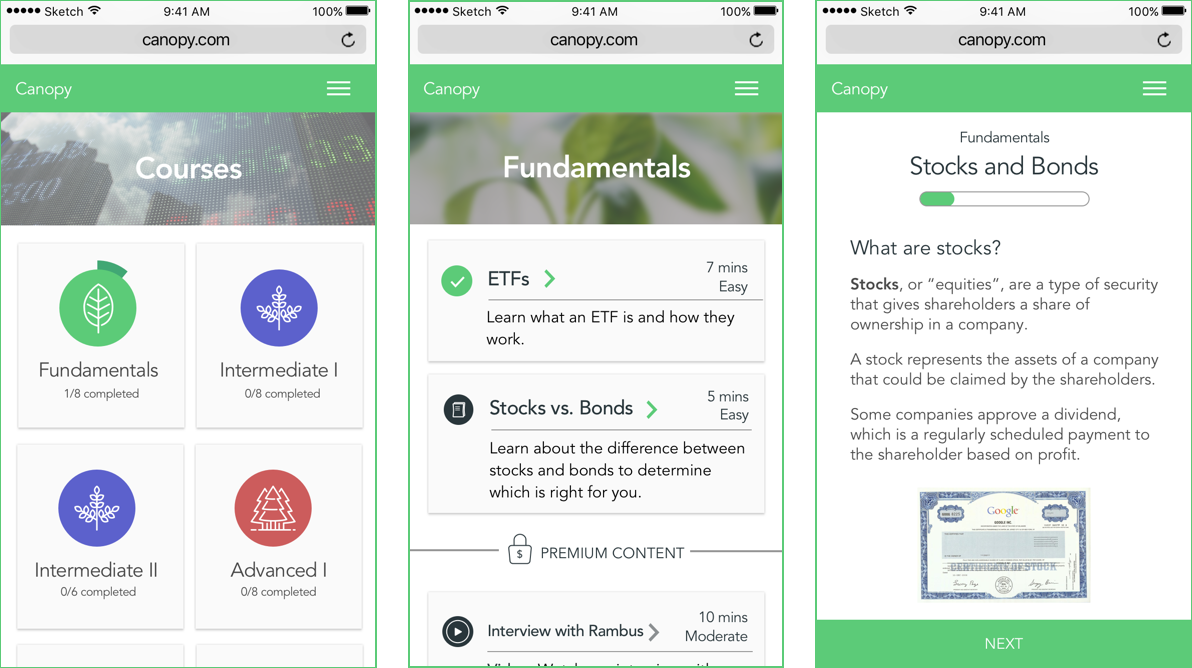 Sketch 9:41 AM 100%
canopy.com
Canopy
Courses
Fundamentals
1/8 completed
Intermediate I
0/8 completed
Intermediate II
0/6 completed
Advanced I
0/8 completed
Sketch 9:41 AM 100%
canopy.com
Canopy
Fundamentals
ETFs
7 mins
Easy
Learn what an ETF is and how they
work.
Stocks vs. Bonds
5 mins
Easy
Learn about the difference between
stocks and bonds to determine
which is right for you.
$ PREMIUM CONTENT
Interview with Rambus
10 mins
Moderate
Sketch 9:41 AM 100%
canopy.com
Canopy
Fundamentals
Stocks and Bonds
What are stocks?
Stocks, or “equities”, are a type of security
that gives shareholders a share of
ownership in a company.
A stock represents the assets of a company
that could be claimed by the shareholders.
Some companies approve a dividend,
which is a regularly scheduled payment to
the shareholder based on profit.
Google
GOOGLE INC.
CERTIFICATE OF STOCK
NEXT